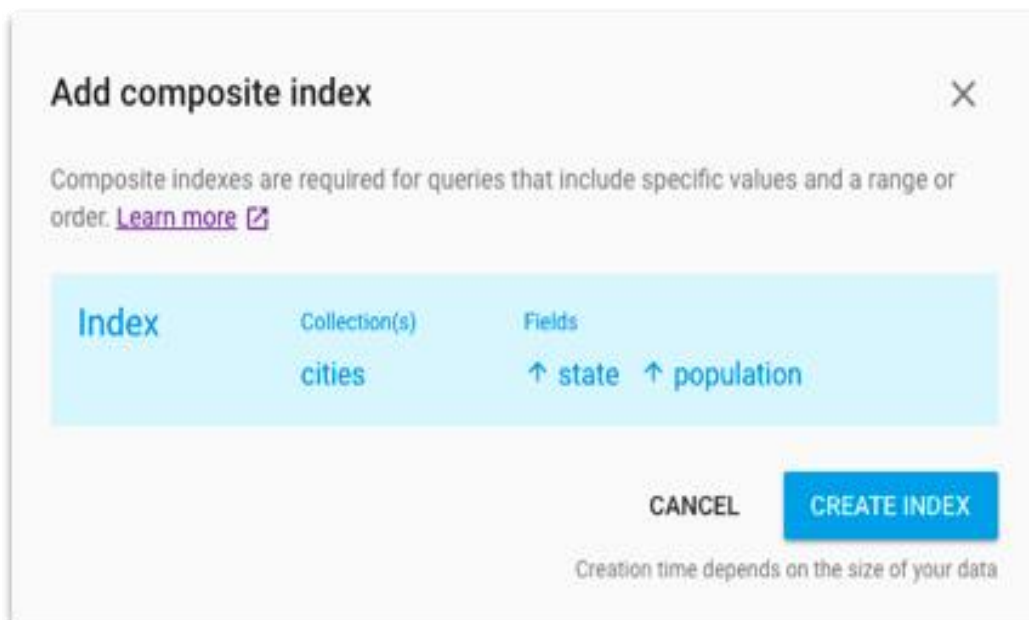 Add composite index
Composite indexes are required for queries that include specific values and a range or
order. Learn more
Index
Collection(s)
Fields
cities
↑ state ↑ population
CANCEL
CREATE INDEX
Creation time depends on the size of your data